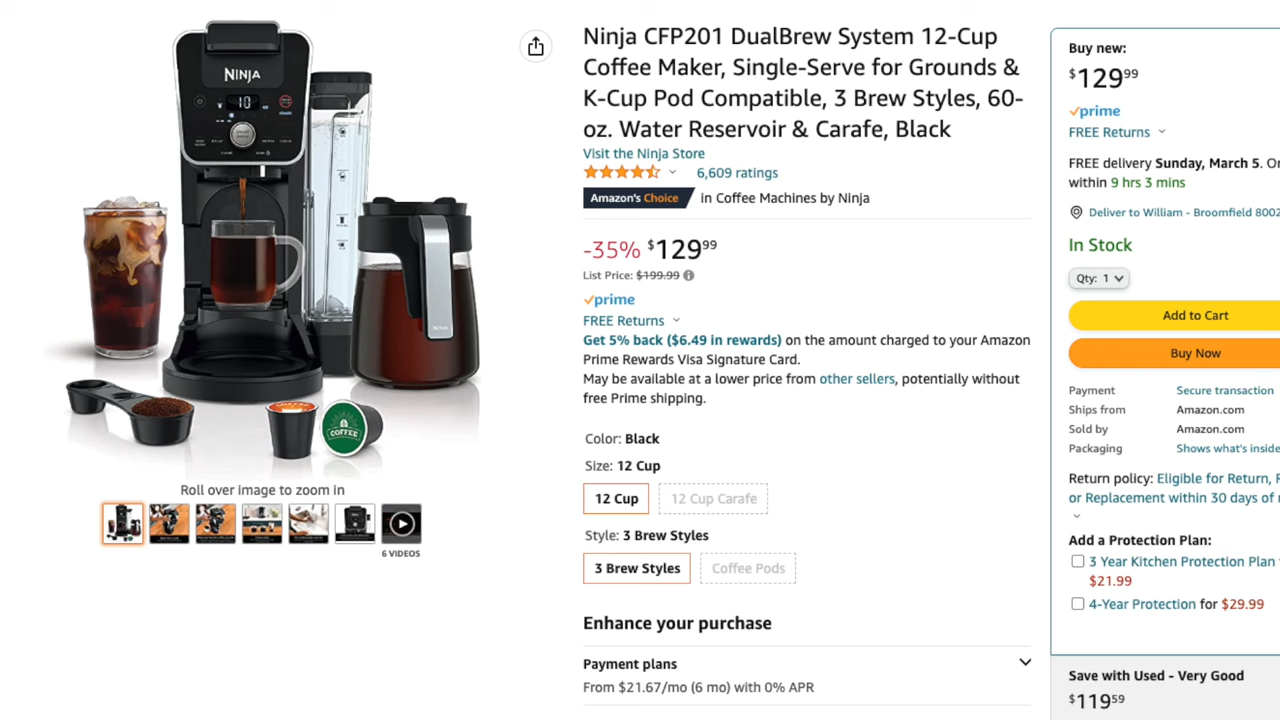 NINJA
10
COFFEE
Roll over image to zoom in
6 VIDEOS
Ninja CFP201 DualBrew System 12-Cup
Coffee Maker, Single-Serve for Grounds &
K-Cup Pod Compatible, 3 Brew Styles, 60-
oz. Water Reservoir & Carafe, Black
Visit the Ninja Store
6,609 ratings
Amazon's Choice in Coffee Machines by Ninja
-35% $129 99
List Price: $199.99
prime
FREE Returns
Get 5% back ($6.49 in rewards) on the amount charged to your Amazon
Prime Rewards Visa Signature Card.
May be available at a lower price from other sellers, potentially without
free Prime shipping.
Color: Black
Size: 12 Cup
12 Cup 12 Cup Carafe
Style: 3 Brew Styles
3 Brew Styles Coffee Pods
Enhance your purchase
Payment plans
From $21.67/mo (6 mo) with 0% APR
Buy new:
$129 99
prime
FREE Returns
FREE delivery Sunday, March 5. Or
within 9 hrs 3 mins
Deliver to William - Broomfield 8002
In Stock
Qty: 1
Add to Cart
Buy Now
Payment Secure transaction
Ships from Amazon.com
Sold by Amazon.com
Packaging Shows what's inside
Return policy: Eligible for Return, R
or Replacement within 30 days of r
Add a Protection Plan:
3 Year Kitchen Protection Plan
$21.99
4-Year Protection for $29.99
Save with Used - Very Good
$119 59